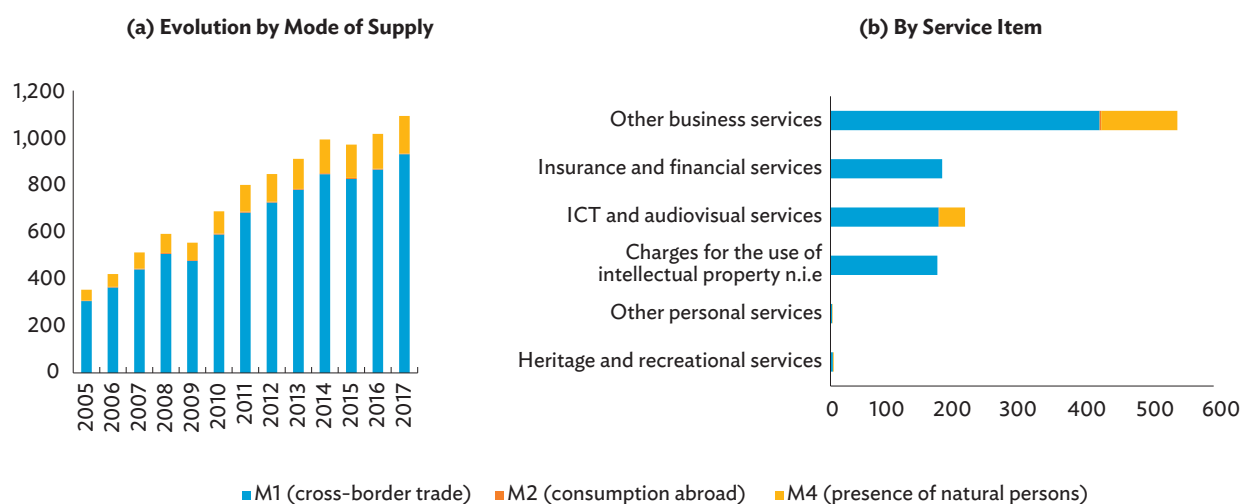 (a) Evolution by Mode of Supply
1,200
1,000
800
600
400
200
0
2005
2006
2007
2008
2009
2010
2011
2012
2013
2014
2015
2016
2017
(b) By Service Item
Other business services
Insurance and financial services
ICT and audiovisual services
Charges for the use of
intellectual property n.i.e
Other personal services
Heritage and recreational services
0 100 200 300 400 500 600
M1 (cross-border trade) M2 (consumption abroad) M4 (presence of natural persons)